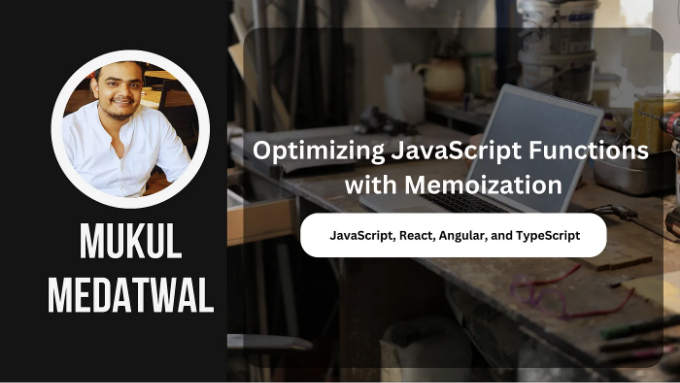 MUKUL
MEDATWAL
Optimizing JavaScript Functions
with Memoization
JavaScript, React, Angular, and TypeScript